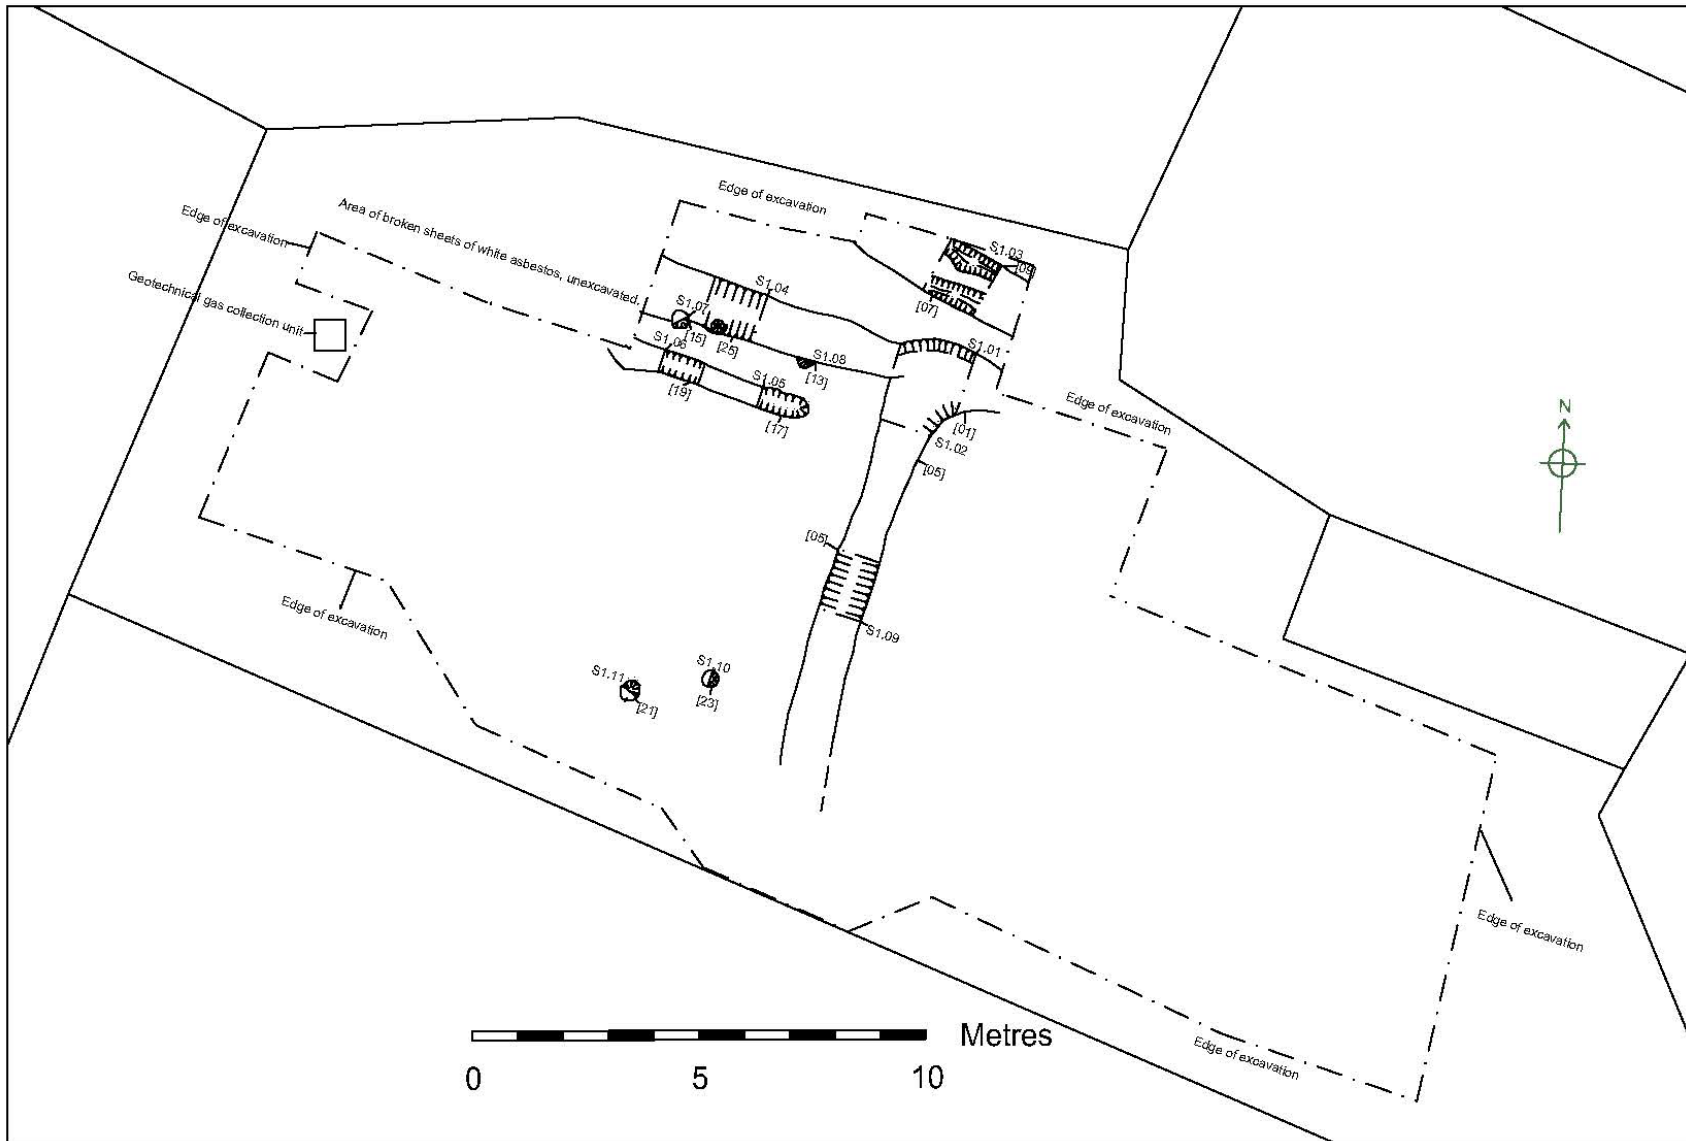 Edge of excavation
Area of broken sheets of white asbestos, unexcavated.
Edge of excavation
Geotechnical gas collection unit
S1.03
[09]
[07]
S1.04
S1.07
[15]
[25]
S1.06
S1.08
[13]
S1.01
[19]
S1.05
[17]
Edge of excavation
[01]
S1.02
[05]
N
[05]
Edge of excavation
S1.09
S1.11
[21]
S1.10
[23]
Edge of excavation
Edge of excavation
Metres
0 5 10